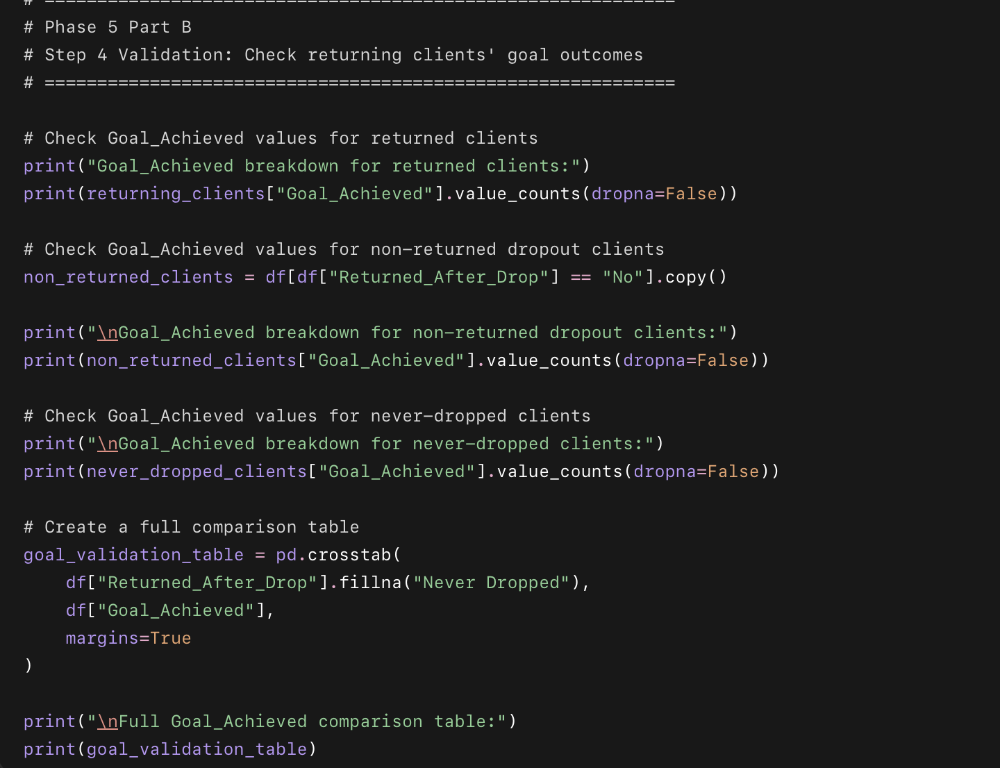 # ============================================================
# Phase 5 Part B
# Step 4 Validation: Check returning clients' goal outcomes
# ============================================================
# Check Goal_Achieved values for returned clients
print("Goal_Achieved breakdown for returned clients:")
print(returning_clients["Goal_Achieved"].value_counts(dropna=False))
# Check Goal_Achieved values for non-returned dropout clients
non_returned_clients = df[df["Returned_After_Drop"] == "No"].copy()
print("\nGoal_Achieved breakdown for non-returned dropout clients:")
print(non_returned_clients["Goal_Achieved"].value_counts(dropna=False))
# Check Goal_Achieved values for never-dropped clients
print("\nGoal_Achieved breakdown for never-dropped clients:")
print(never_dropped_clients["Goal_Achieved"].value_counts(dropna=False))
# Create a full comparison table
goal_validation_table = pd.crosstab(
    df["Returned_After_Drop"].fillna("Never Dropped"),
    df["Goal_Achieved"],
    margins=True
)
print("\nFull Goal_Achieved comparison table:")
print(goal_validation_table)